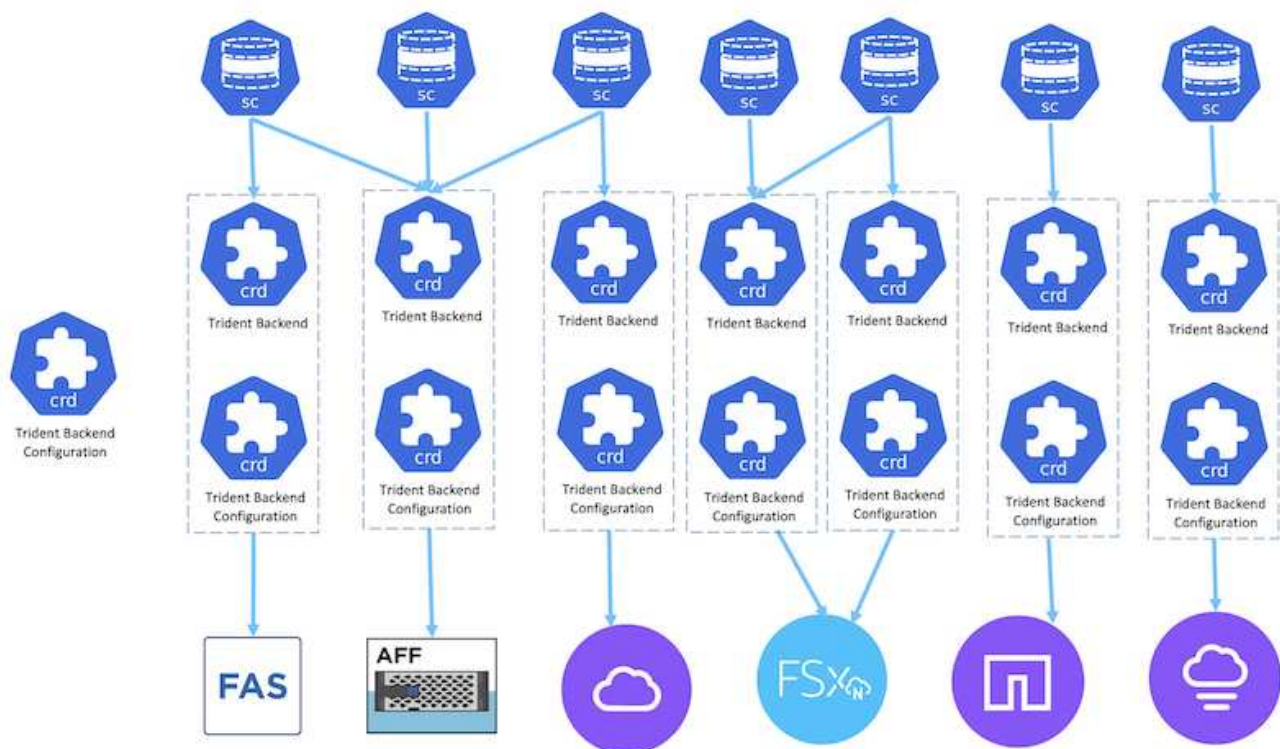 sc
sc
sc
sc
sc
sc
sc
crd
Trident Backend
crd
Trident Backend
crd
Trident Backend
crd
Trident Backend
crd
Trident Backend
crd
Trident Backend
crd
Trident Backend
crd
Trident Backend
Configuration
crd
Trident Backend
Configuration
crd
Trident Backend
Configuration
crd
Trident Backend
Configuration
crd
Trident Backend
Configuration
crd
Trident Backend
Configuration
crd
Trident Backend
Configuration
crd
Trident Backend
Configuration
FAS
AFF
FSx
N